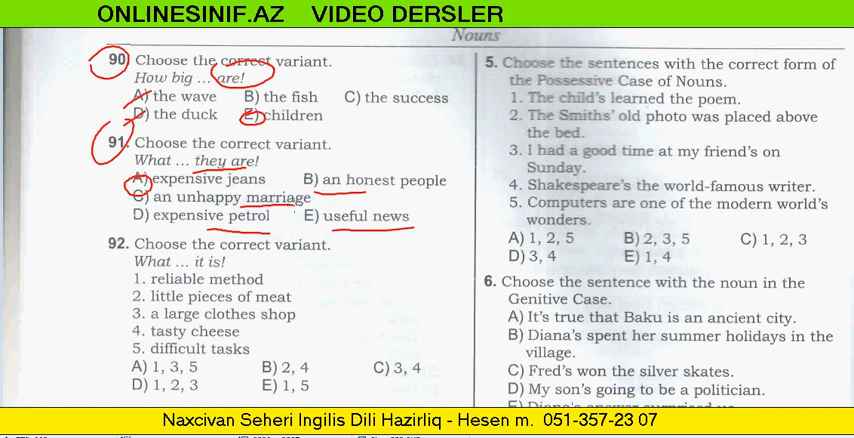 ONLINESINIF.AZ VIDEO DERSLER
Nouns
90. Choose the correct variant.
How big ... are!
A) the wave B) the fish C) the success
D) the duck E) children
91. Choose the correct variant.
What ... they are!
A) expensive jeans B) an honest people
C) an unhappy marriage
D) expensive petrol E) useful news
92. Choose the correct variant.
What ... it is!
1. reliable method
2. little pieces of meat
3. a large clothes shop
4. tasty cheese
5. difficult tasks
A) 1, 3, 5 B) 2, 4 C) 3, 4
D) 1, 2, 3 E) 1, 5
5. Choose the sentences with the correct form of
the Possessive Case of Nouns.
1. The child's learned the poem.
2. The Smiths' old photo was placed above
the bed.
3. I had a good time at my friend's on
Sunday.
4. Shakespeare's the world-famous writer.
5. Computers are one of the modern world's
wonders.
A) 1, 2, 5 B) 2, 3, 5 C) 1, 2, 3
D) 3, 4 E) 1, 4
6. Choose the sentence with the noun in the
Genitive Case.
A) It's true that Baku is an ancient city.
B) Diana's spent her summer holidays in the
village.
C) Fred's won the silver skates.
D) My son's going to be a politician.
Naxcivan Seheri Ingilis Dili Hazirliq - Hesen m. 051-357-23 07